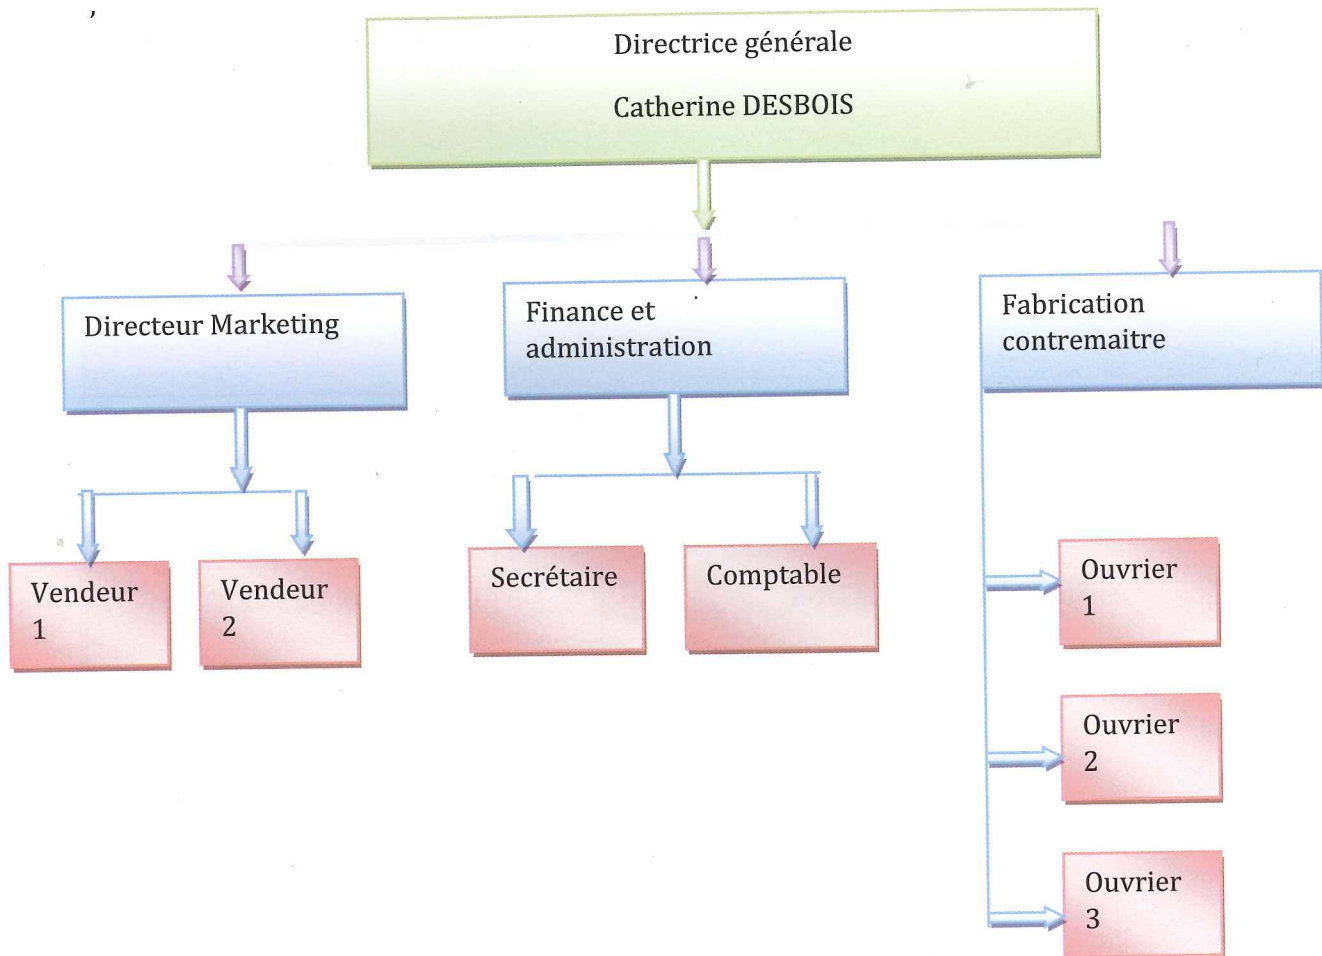 Directrice générale
Catherine DESBOIS
Directeur Marketing
Finance et
administration
Fabrication
contremaitre
Vendeur
1
Vendeur
2
Secrétaire
Comptable
Ouvrier
1
Ouvrier
2
Ouvrier
3